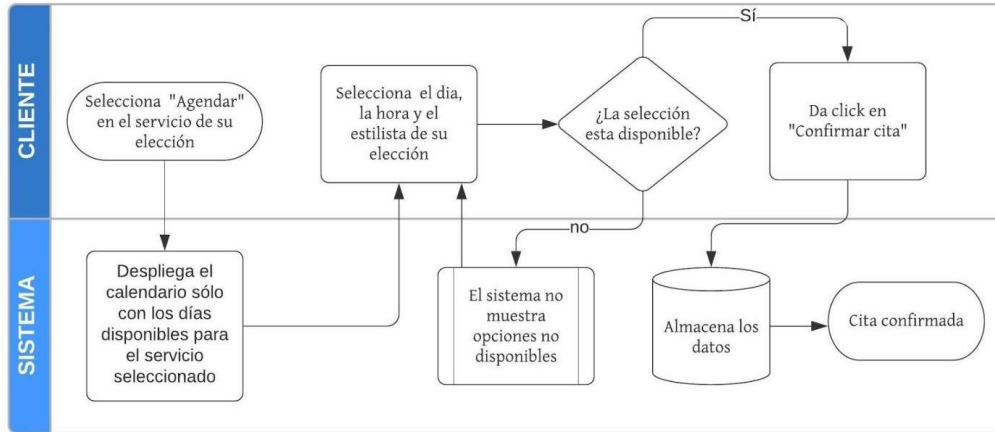 CLIENTE
Selecciona "Agendar"
en el servicio de su
elección
Selecciona el dia,
la hora y el
estilista de su
elección
¿La selección
esta disponible?
Sí
Da click en
"Confirmar cita"
no
SISTEMA
Despliega el
calendario sólo
con los días
disponibles para
el servicio
seleccionado
El sistema no
muestra
opciones no
disponibles
Almacena los
datos
Cita confirmada